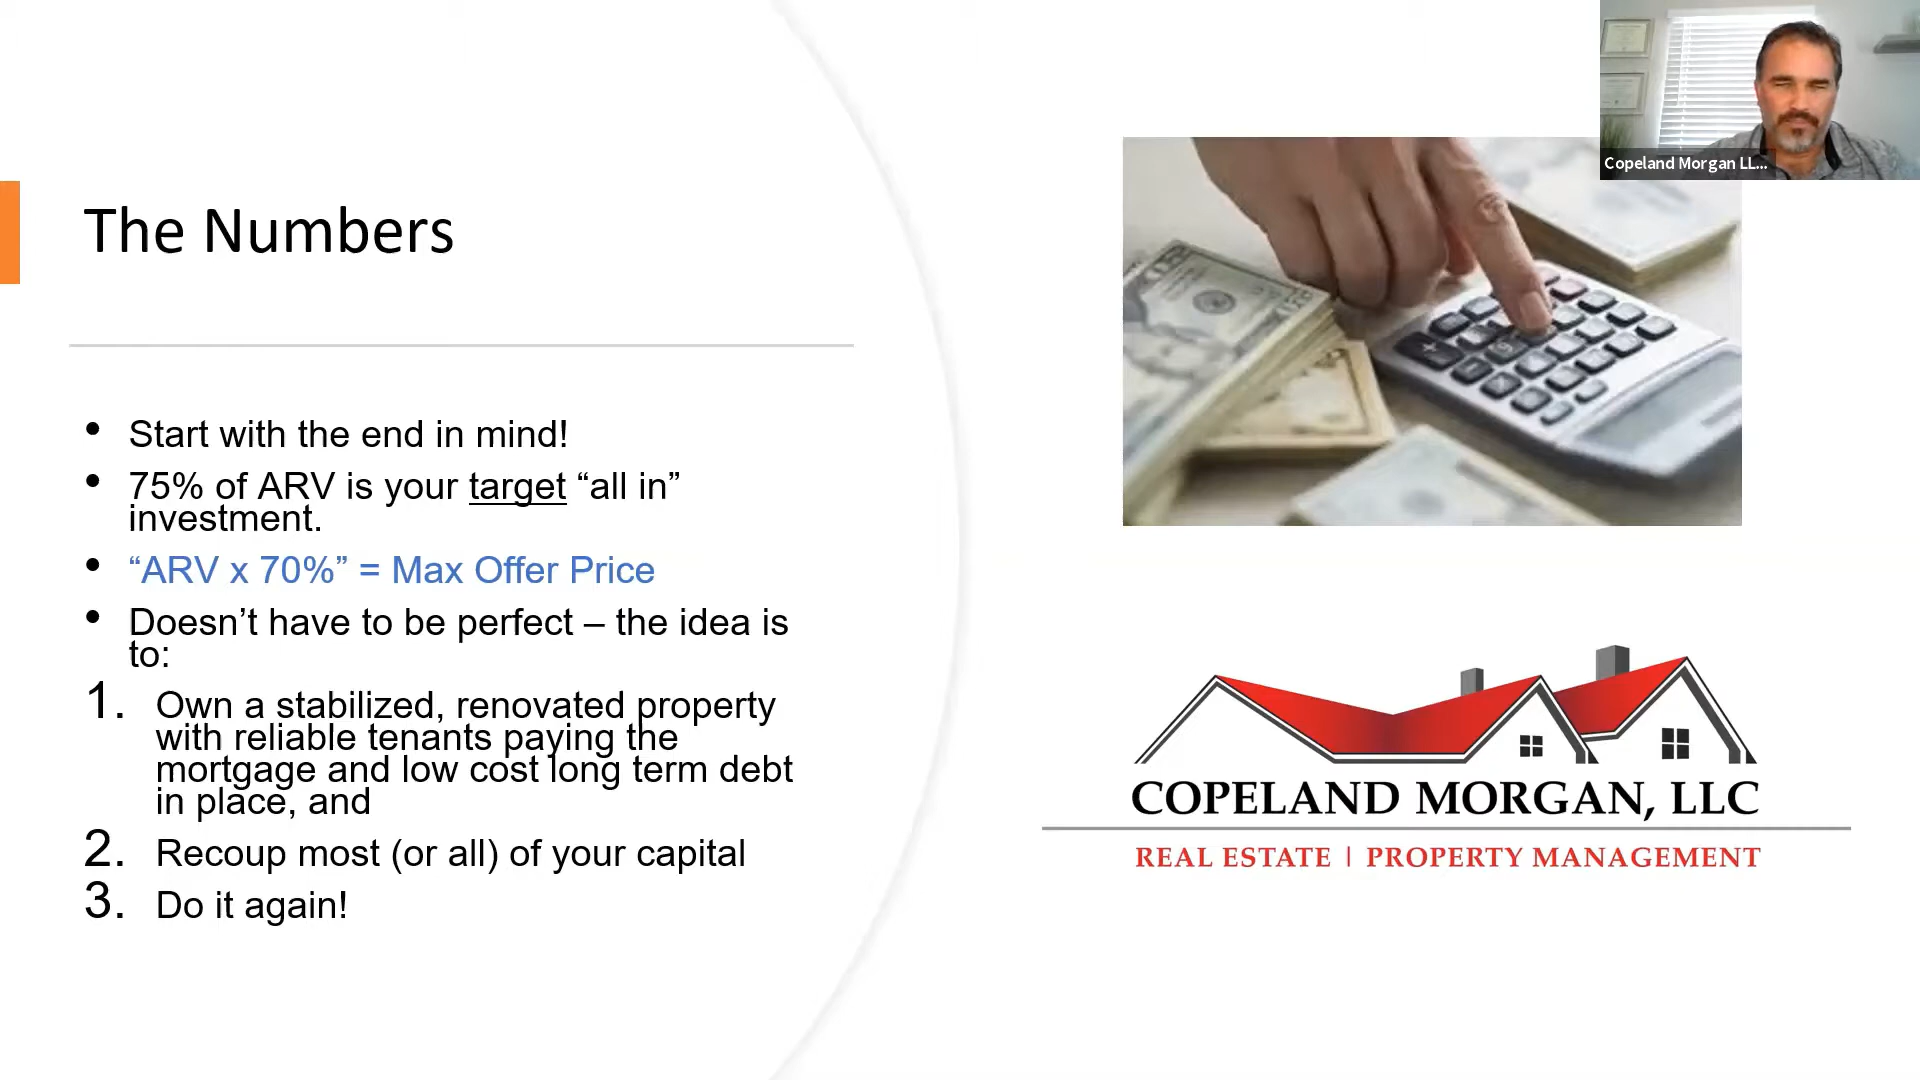 Copeland Morgan LL...
The Numbers
• Start with the end in mind!
• 75% of ARV is your target “all in”
investment.
• “ARV x 70%” = Max Offer Price
• Doesn’t have to be perfect – the idea is
to:
1. Own a stabilized, renovated property
with reliable tenants paying the
mortgage and low cost long term debt
in place, and
2. Recoup most (or all) of your capital
3. Do it again!
COPELAND MORGAN, LLC
REAL ESTATE | PROPERTY MANAGEMENT